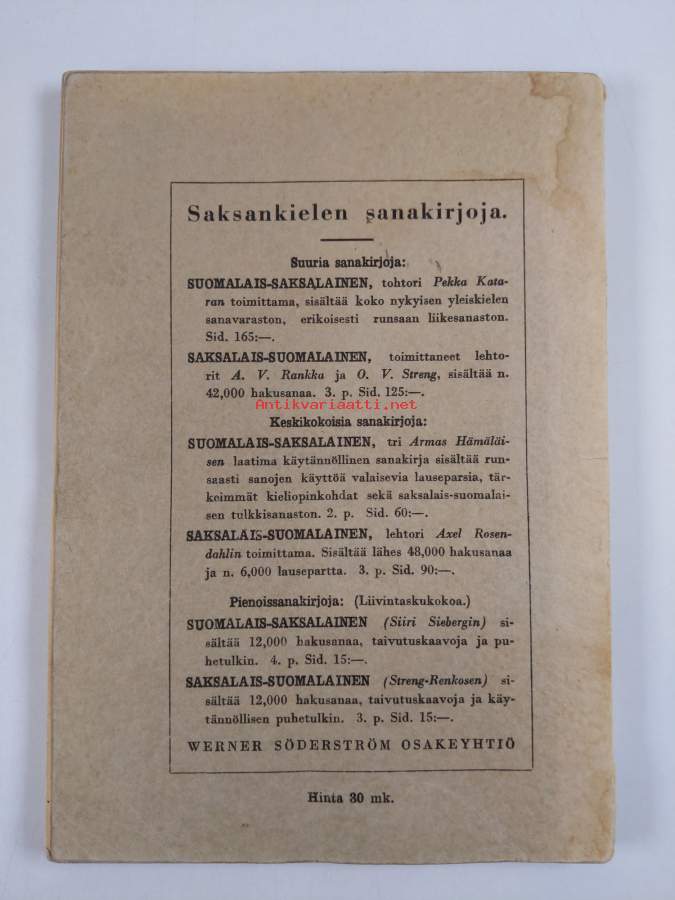 Saksankielen sanakirjoja.
Suuria sanakirjoja:
SUOMALAIS-SAKSALAINEN, tohtori Pekka Kata-
ran toimittama, sisältää koko nykyisen yleiskielen
sanavaraston, erikoisesti runsaan liikesanaston.
Sid. 165:—.
SAKSALAIS-SUOMALAINEN, toimittaneet lehto-
rit A. V. Rankka ja O. V. Streng, sisältää n.
42,000 hakusanaa. 3. p. Sid. 125:—.
Antikvariaatti.net
Keskikokoisia sanakirjoja:
SUOMALAIS-SAKSALAINEN, tri Armas Hämäläi-
sen laatima käytännöllinen sanakirja sisältää run-
saasti sanojen käyttöä valaisevia lauseparsia, tär-
keimmät kieliopinkohdat sekä saksalais-suomalai-
sen tulkkisanaston. 2. p. Sid. 60:—.
SAKSALAIS-SUOMALAINEN, lehtori Axel Rosen-
dahlin toimittama. Sisältää lähes 48,000 hakusanaa
ja n. 6,000 lausepartta. 3. p. Sid. 90:—.
Pienoissanakirjoja: (Liivintaskukokoa.)
SUOMALAIS-SAKSALAINEN (Siiri Siebergin) si-
sältää 12,000 hakusanaa, taivutuskaavoja ja pu-
hetulkin. 4. p. Sid. 15:—.
SAKSALAIS-SUOMALAINEN (Streng-Renkosen) si-
sältää 12,000 hakusanaa, taivutuskaavoja ja käy-
tännöllisen puhetulkin. 3. p. Sid. 15:—.
WERNER SÖDERSTRÖM OSAKEYHTIÖ
Hinta 30 mk.